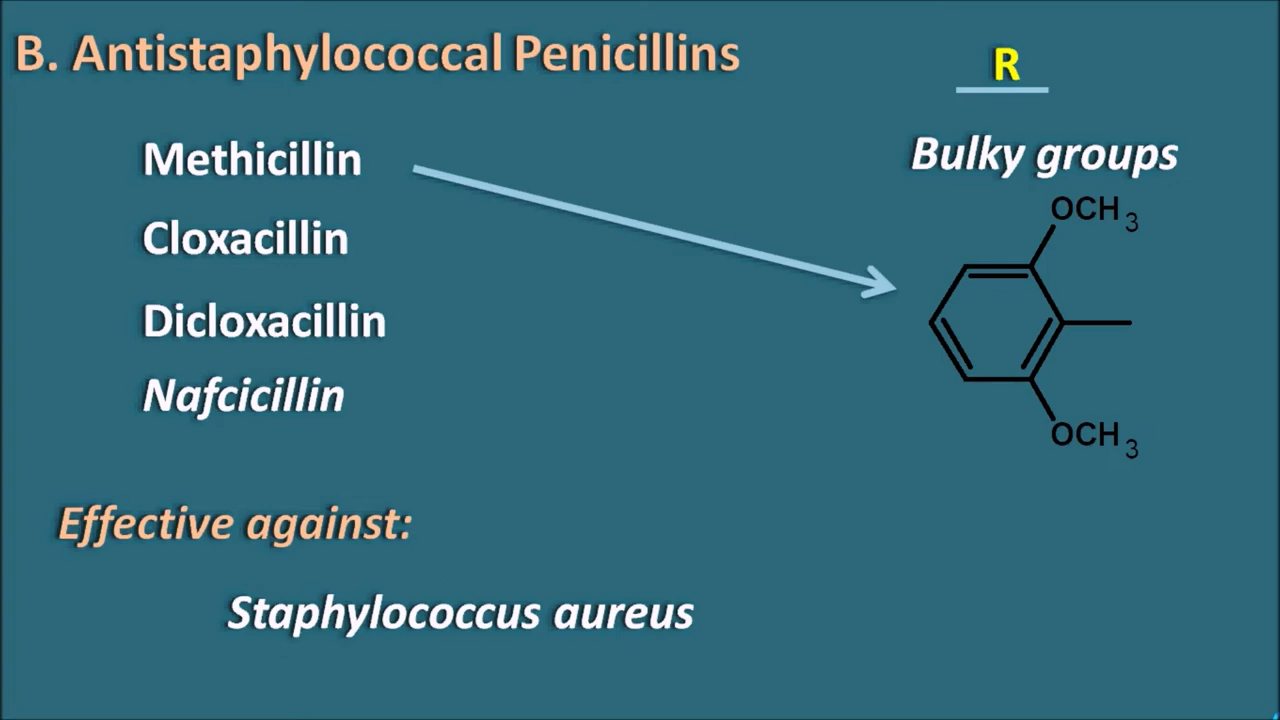 B. Antistaphylococcal Penicillins
R
Methicillin
Bulky groups
OCH3
Cloxacillin
Dicloxacillin
Nafcicillin
OCH3
Effective against:
Staphylococcus aureus